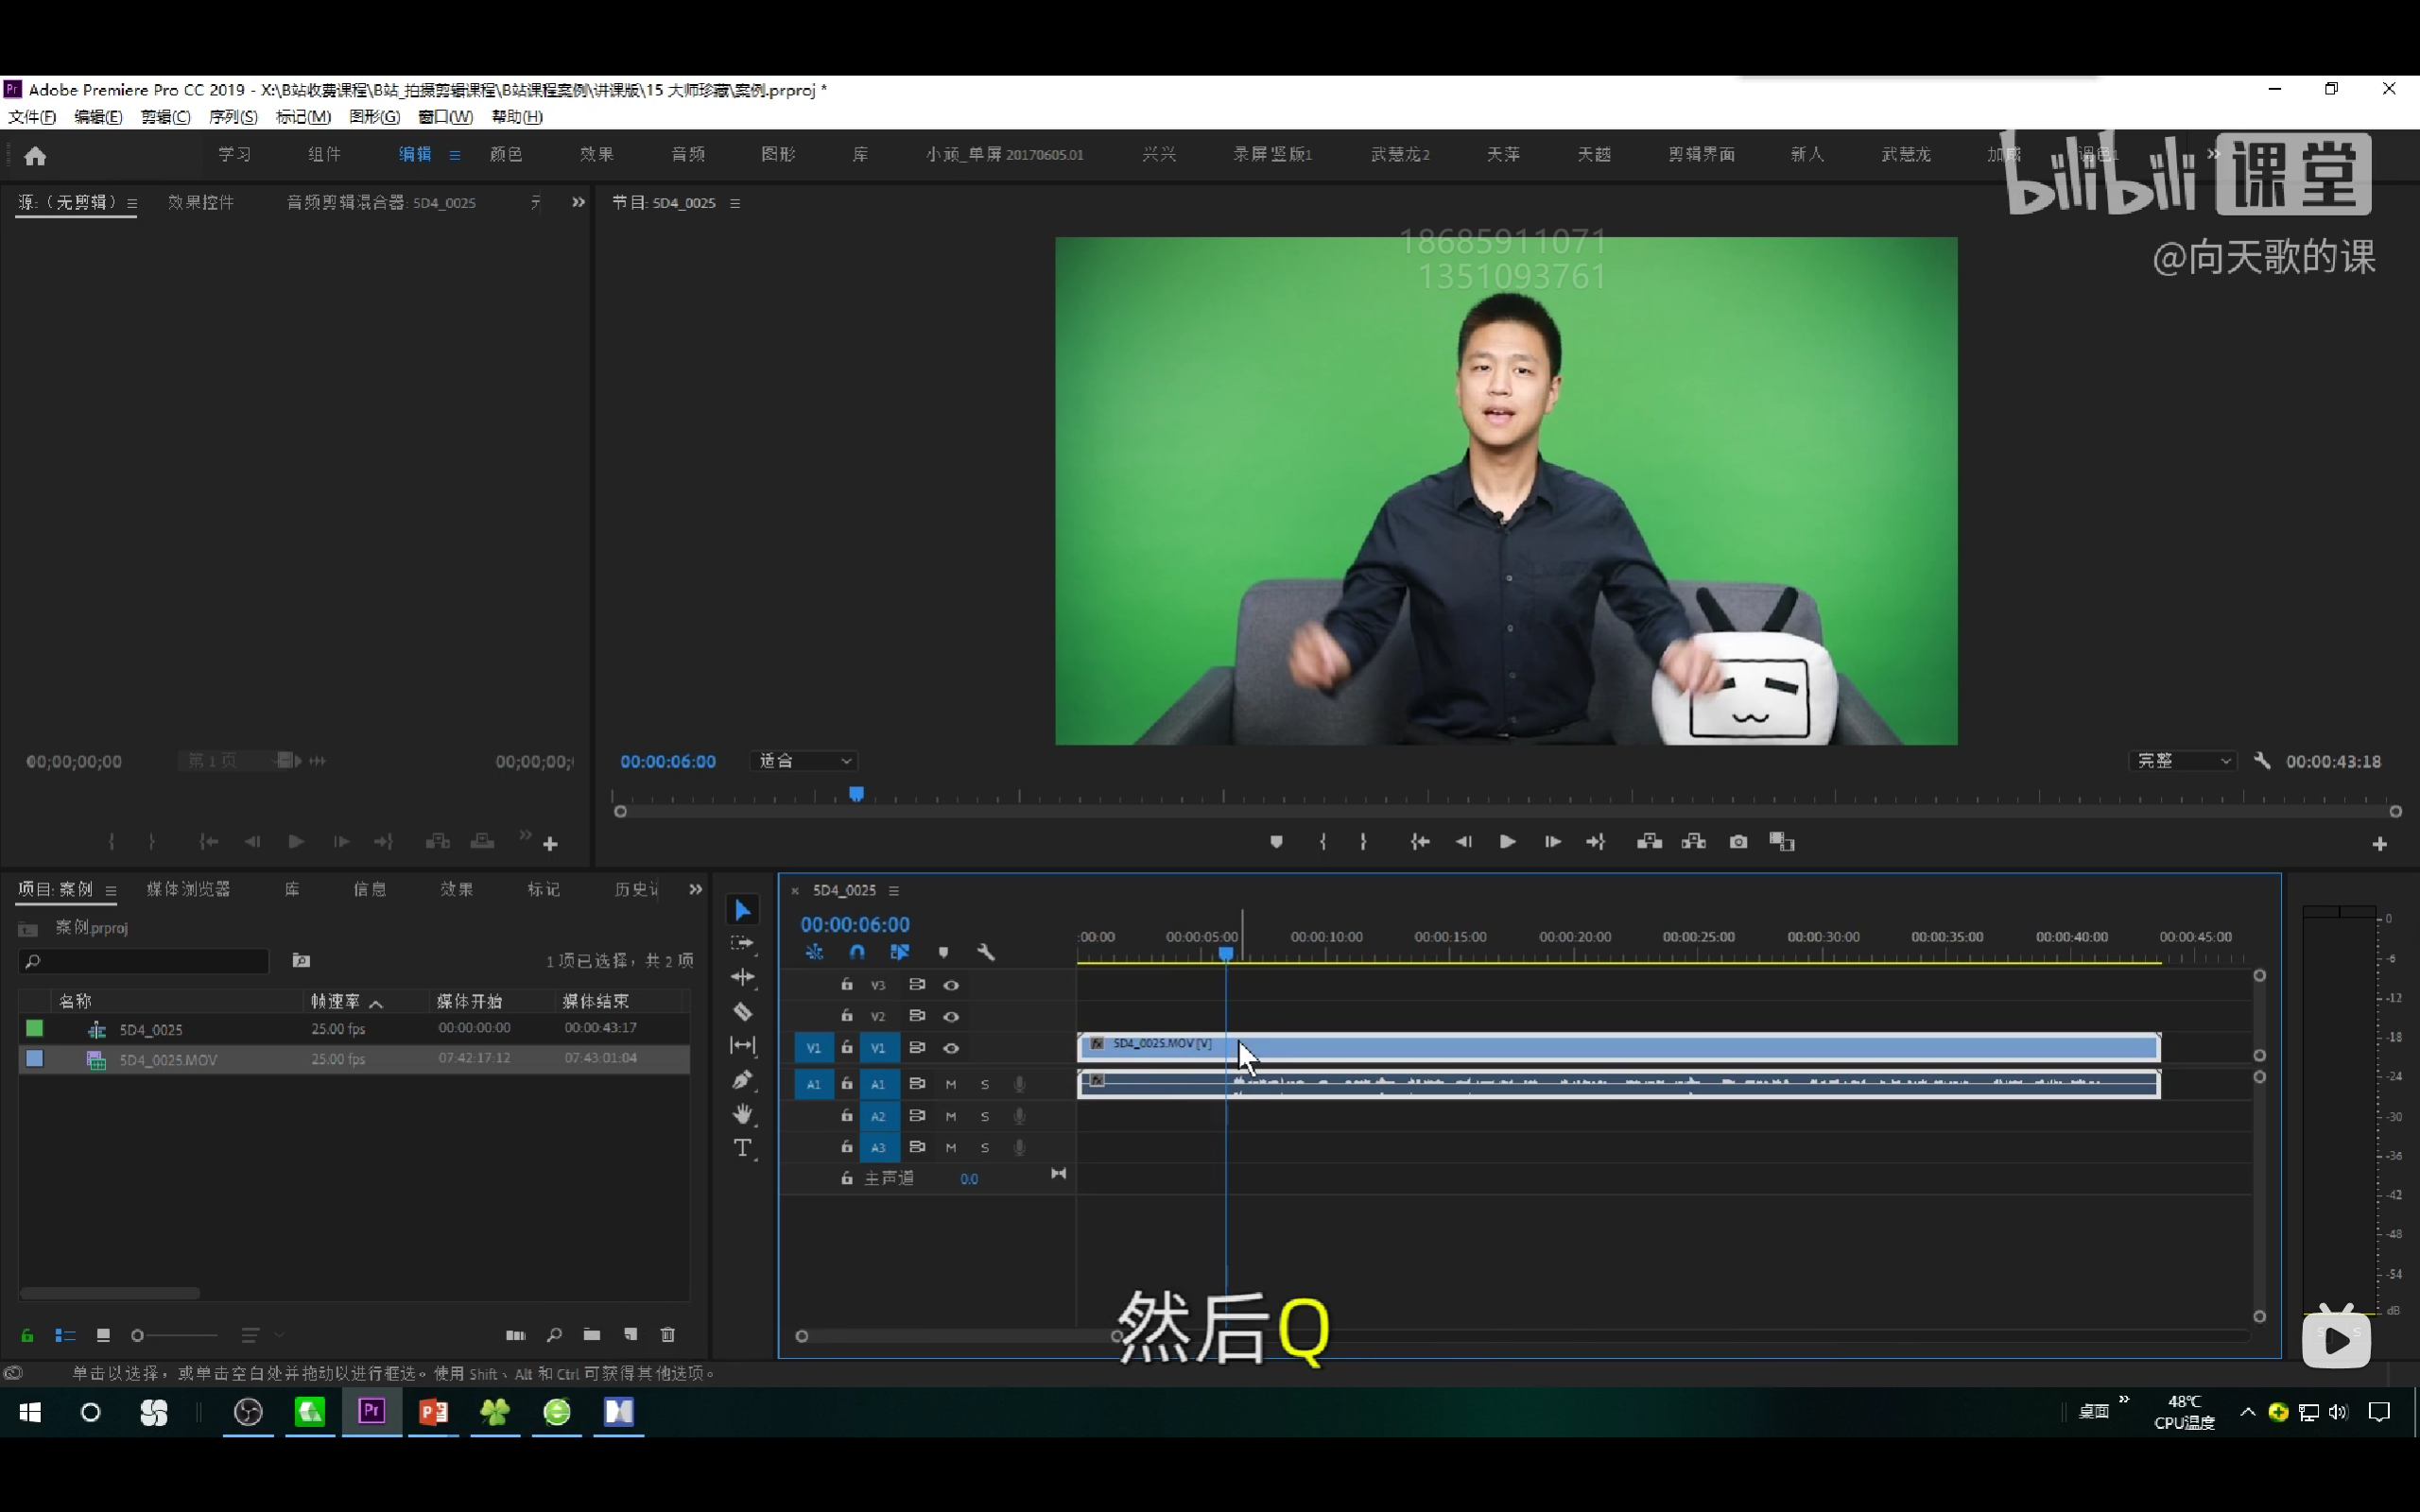 Adobe Premiere Pro CC 2019 - X:\B站收费课程\B站_拍摄剪辑课程\B站课程案例\讲课版\15 大师珍藏\案例.prproj *
文件(F) 编辑(E) 剪辑(C) 序列(S) 标记(M) 图形(G) 窗口(W) 帮助(H)
学习 组件 编辑 颜色 效果 音频 图形 库 小顽_单屏20170605.01 兴兴 录屏竖版1 武慧龙2 天萍 天越 剪辑界面 新人 武慧龙 加威 调色1
bilibili 课堂
@向天歌的课
源:（无剪辑） 效果控件 音频剪辑混合器: 5D4_0025
节目: 5D4_0025
18685911071
1351093761
00;00;00;00 第1页 00;00;00;
00:00:06:00 适合 完整 00:00:43:18
项目: 案例 媒体浏览器 库 信息 效果 标记 历史
案例.prproj
1 项已选择，共 2 项
名称 帧速率 媒体开始 媒体结束
5D4_0025 25.00 fps 00:00:00:00 00:00:43:17
5D4_0025.MOV 25.00 fps 07:42:17:12 07:43:01:04
5D4_0025
00:00:06:00
:00:00 00:00:05:00 00:00:10:00 00:00:15:00 00:00:20:00 00:00:25:00 00:00:30:00 00:00:35:00 00:00:40:00 00:00:45:00
V3
V2
V1 V1 5D4_0025.MOV [V]
A1 A1 M S
A2 M S
A3 M S
主声道 0.0
0
-6
-12
-18
-24
-30
-36
-42
-48
-54
dB
然后Q
单击以选择，或单击空白处并拖动以进行框选。使用 Shift、Alt 和 Ctrl 可获得其他选项。
桌面 48℃
CPU温度